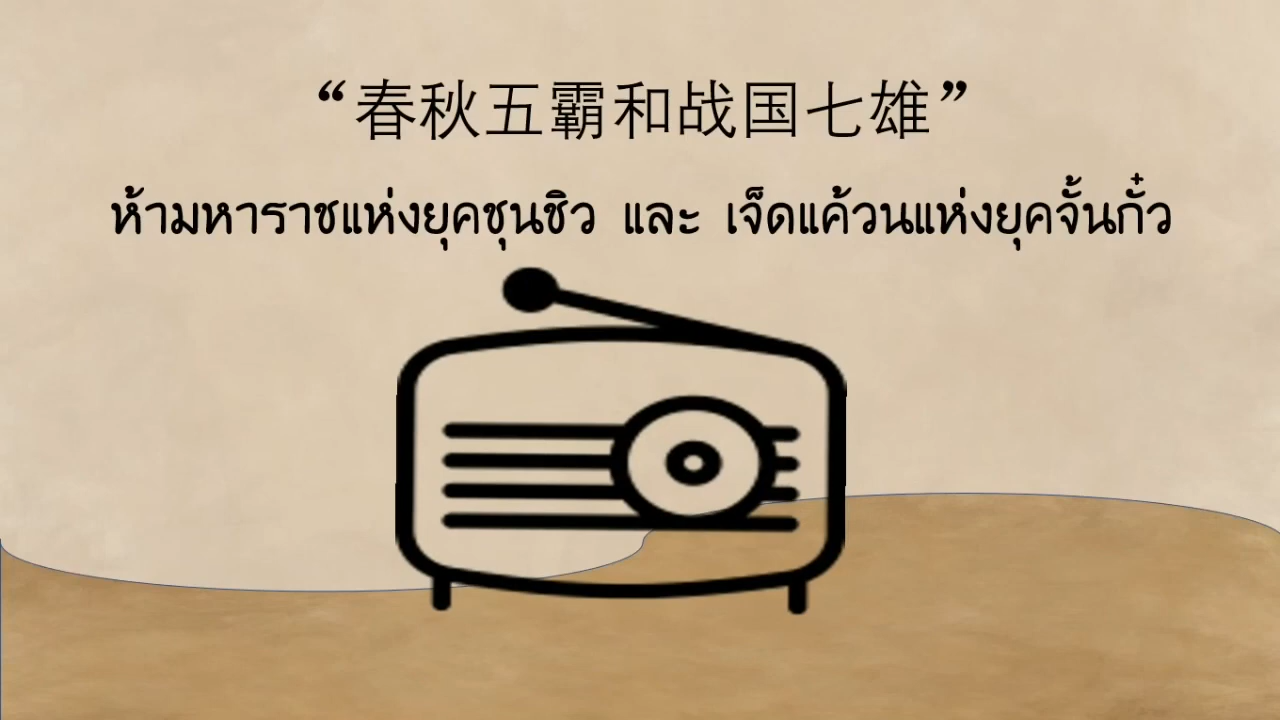 “春秋五霸和战国七雄”
ห้ามหาราชแห่งยุคชุนชิว และ เจ็ดแค้วนแห่งยุคจั้นกั๋ว